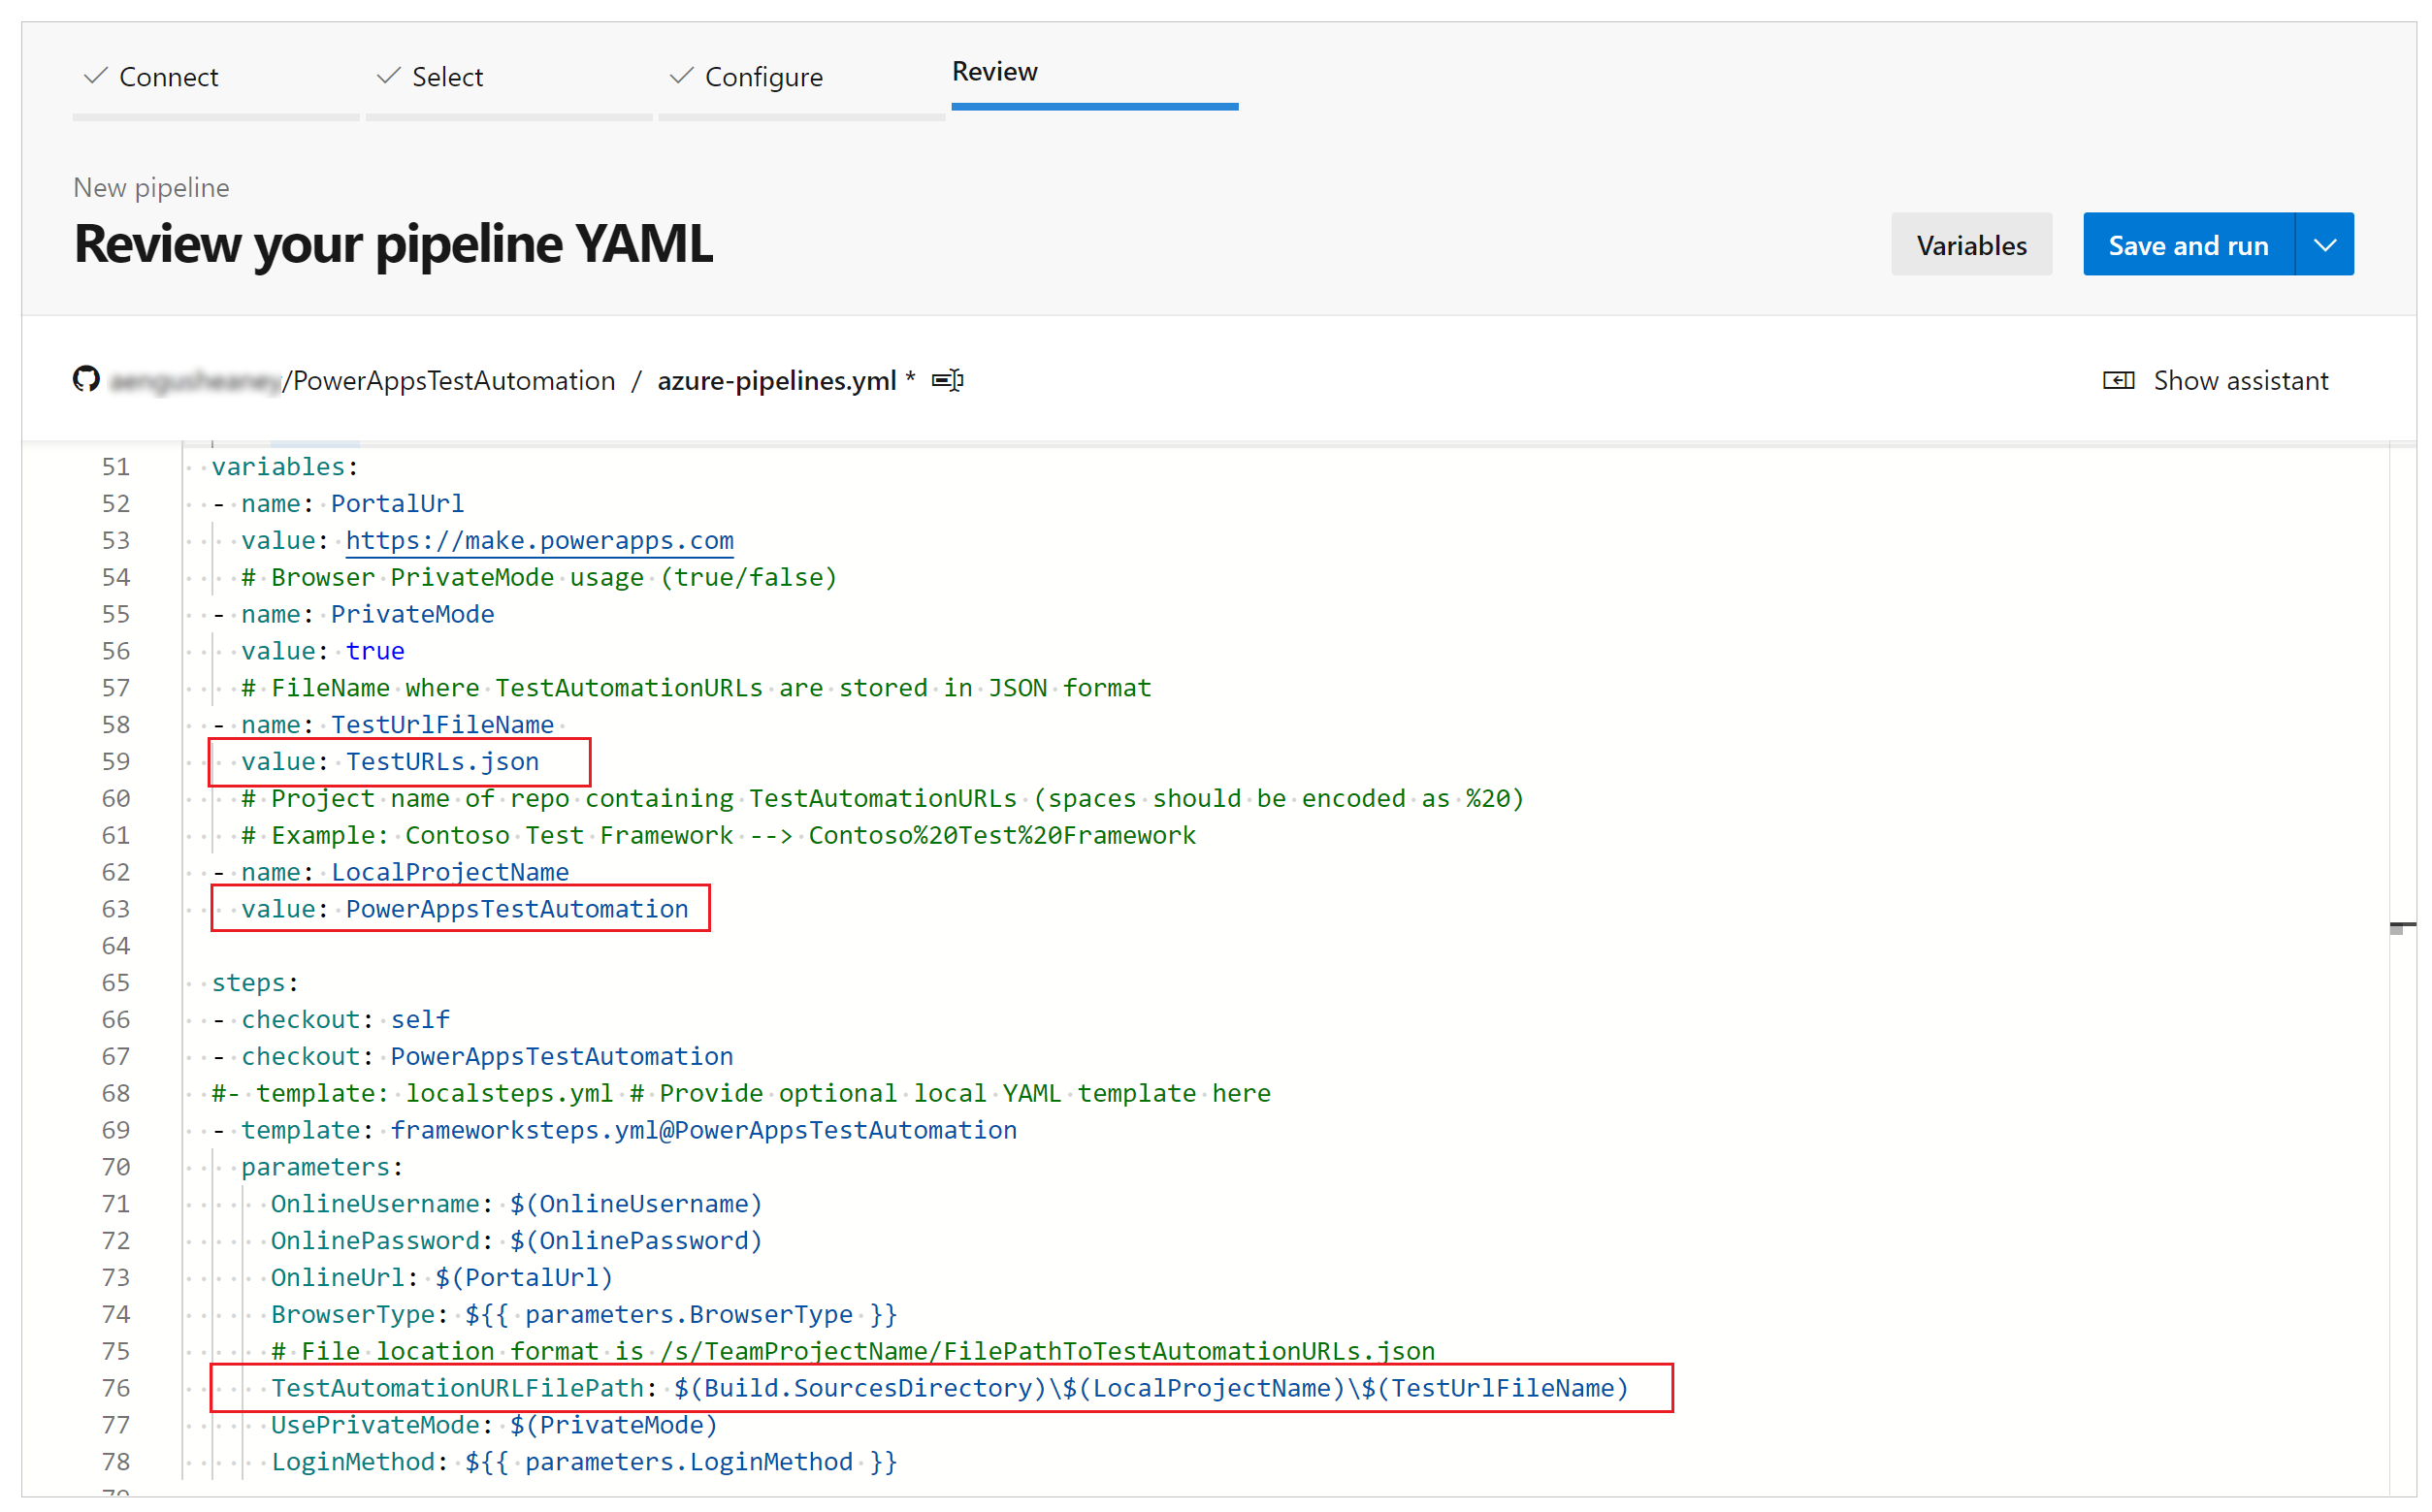 Connect
Select
Configure
Review
New pipeline
Review your pipeline YAML
Variables
Save and run
/PowerAppsTestAutomation / azure-pipelines.yml *
Show assistant
51 variables:
52 - name: PortalUrl
53 value: https://make.powerapps.com
54 # Browser PrivateMode usage (true/false)
55 - name: PrivateMode
56 value: true
57 # FileName where TestAutomationURLs are stored in JSON format
58 - name: TestUrlFileName
59 value: TestURLs.json
60 # Project name of repo containing TestAutomationURLs (spaces should be encoded as %20)
61 # Example: Contoso Test Framework --> Contoso%20Test%20Framework
62 - name: LocalProjectName
63 value: PowerAppsTestAutomation
64
65 steps:
66 - checkout: self
67 - checkout: PowerAppsTestAutomation
68 #- template: localsteps.yml # Provide optional local YAML template here
69 - template: frameworksteps.yml@PowerAppsTestAutomation
70 parameters:
71 OnlineUsername: $(OnlineUsername)
72 OnlinePassword: $(OnlinePassword)
73 OnlineUrl: $(PortalUrl)
74 BrowserType: ${{ parameters.BrowserType }}
75 # File location format is /s/TeamProjectName/FilePathToTestAutomationURLs.json
76 TestAutomationURLFilePath: $(Build.SourcesDirectory)\$(LocalProjectName)\$(TestUrlFileName)
77 UsePrivateMode: $(PrivateMode)
78 LoginMethod: ${{ parameters.LoginMethod }}